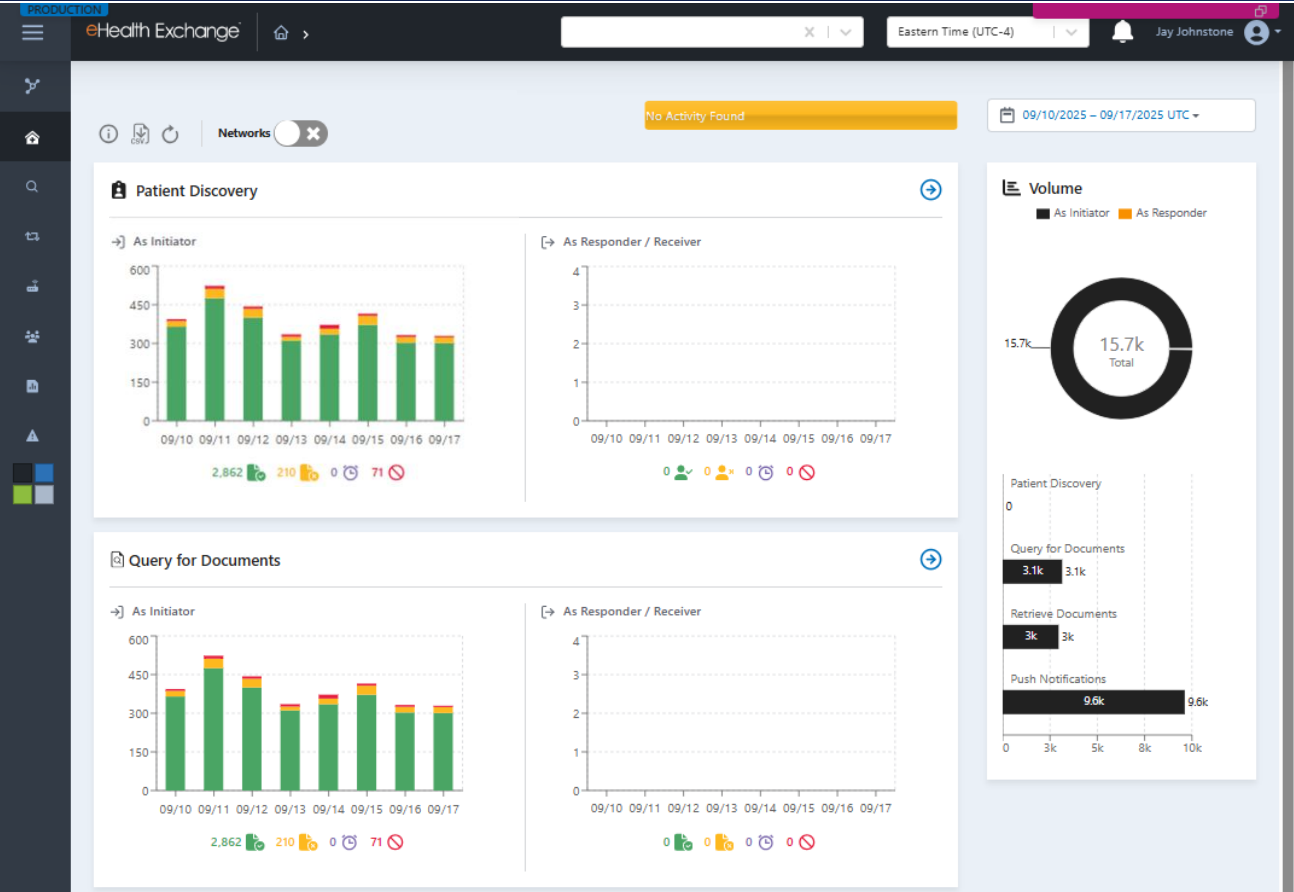 PRODUCTION
eHealth Exchange
Eastern Time (UTC-4)
Jay Johnstone
CSV
Networks
No Activity Found
09/10/2025 – 09/17/2025 UTC
Patient Discovery
As Initiator
600
450
300
150
0
09/10 09/11 09/12 09/13 09/14 09/15 09/16 09/17
2,862 210 0 71
As Responder / Receiver
4
3
2
1
0
09/10 09/11 09/12 09/13 09/14 09/15 09/16 09/17
0 0 0 0
Query for Documents
As Initiator
600
450
300
150
0
09/10 09/11 09/12 09/13 09/14 09/15 09/16 09/17
2,862 210 0 71
As Responder / Receiver
4
3
2
1
0
09/10 09/11 09/12 09/13 09/14 09/15 09/16 09/17
0 0 0 0
Volume
As Initiator As Responder
15.7k
15.7k
Total
Patient Discovery
0
Query for Documents
3.1k 3.1k
Retrieve Documents
3k 3k
Push Notifications
9.6k 9.6k
0 3k 5k 8k 10k